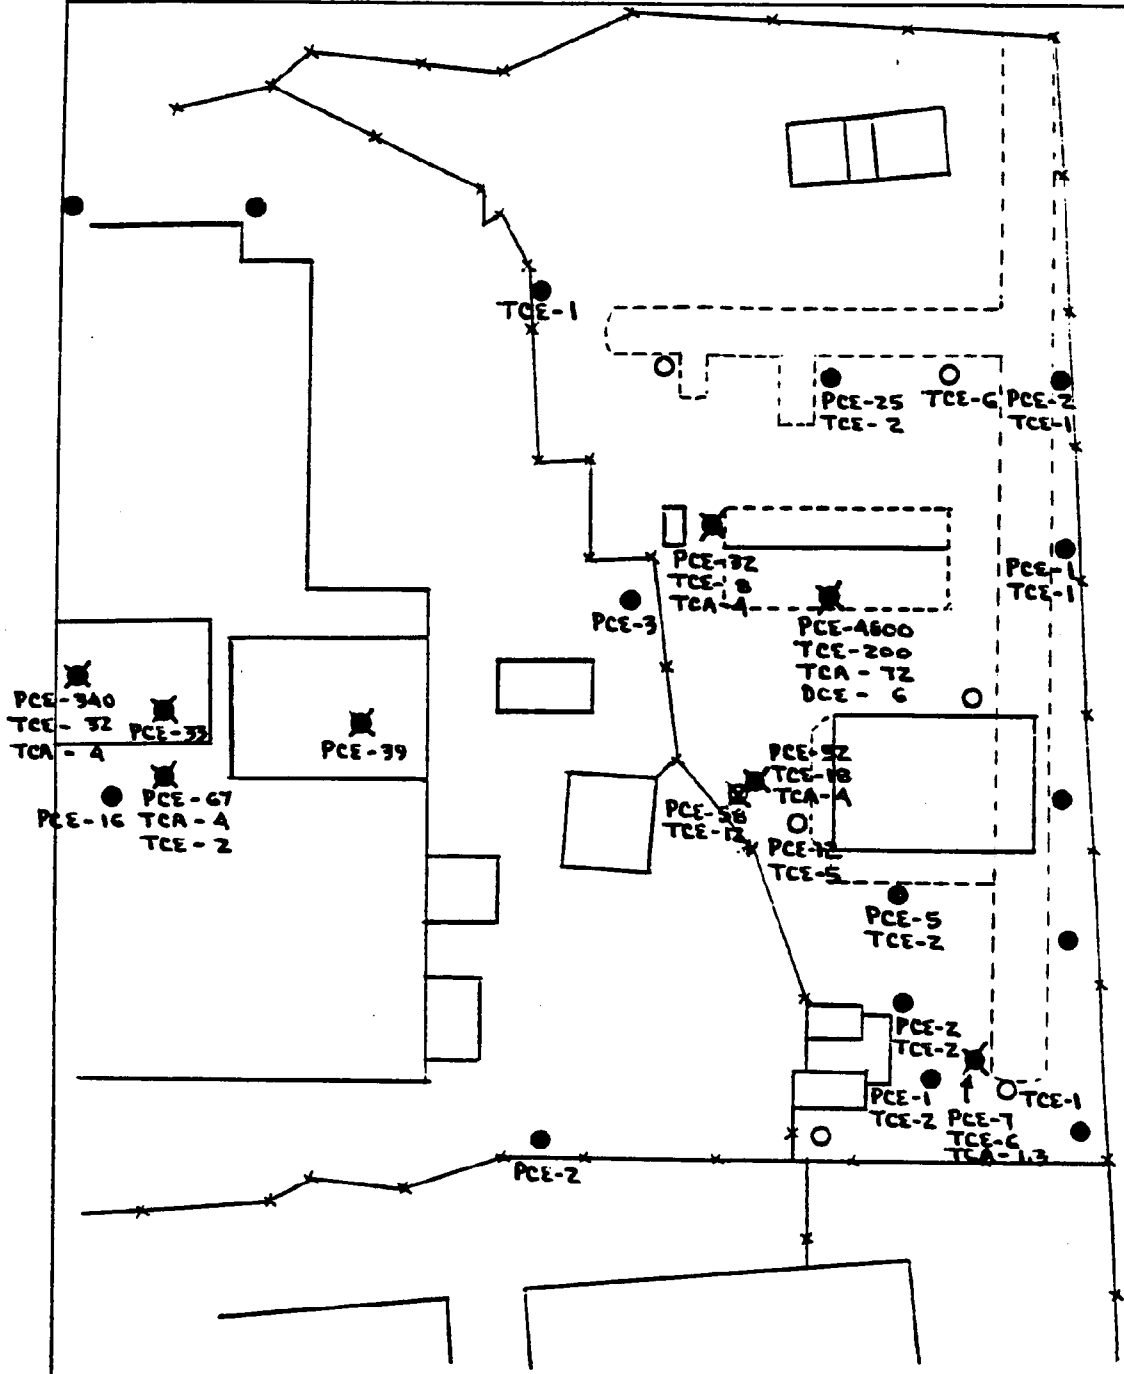 TCE-1
PCE-25
TCE-2
TCE-6
PCE-2
TCE-1
PCE-32
TCE-8
TCA-4
PCE-1
TCE-1
PCE-3
PCE-4600
TCE-200
TCA-72
DCE-6
PCE-340
TCE-32
TCA-4
PCE-33
PCE-39
PCE-52
TCE-18
TCA-4
PCE-58
TCE-12
PCE-16
PCE-67
TCA-4
TCE-2
PCE-12
TCE-5
PCE-5
TCE-2
PCE-2
TCE-2
PCE-1
TCE-2
PCE-7
TCE-6
TCA-1.3
TCE-1
PCE-2